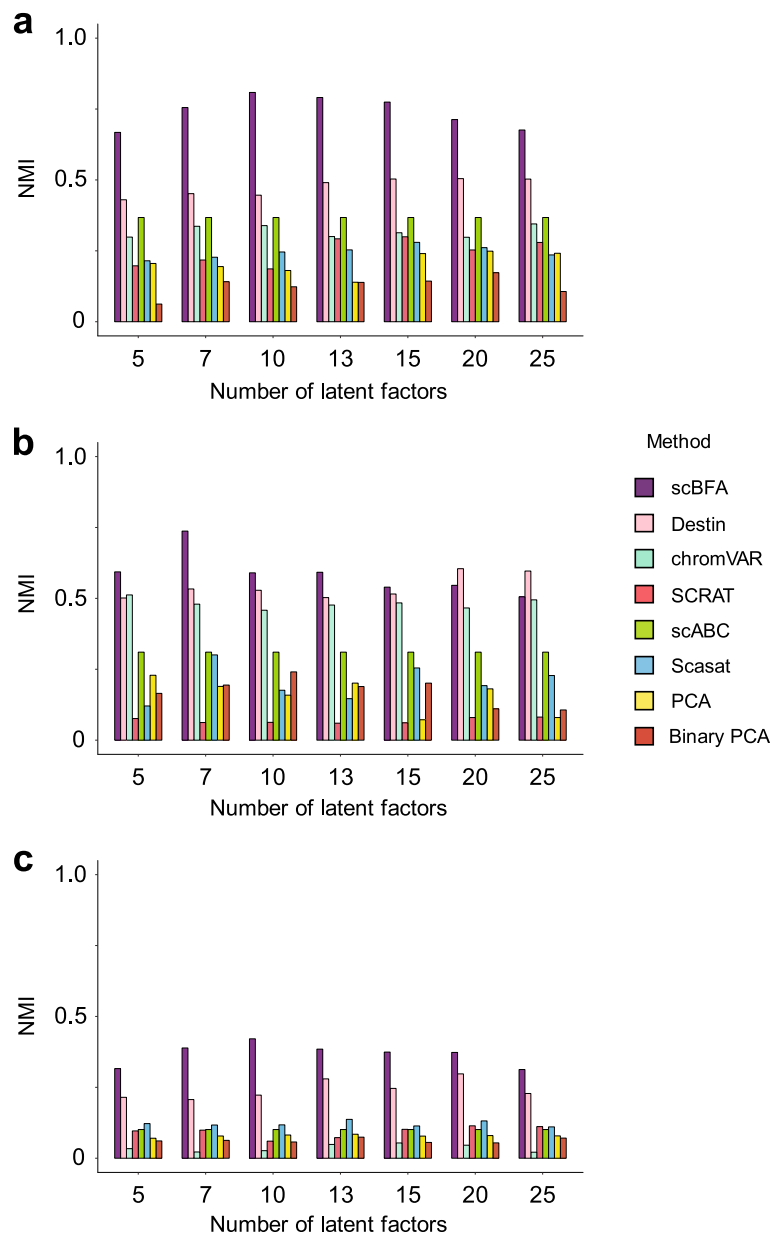 a
1.0
0.5
0
NMI
5 7 10 13 15 20 25
Number of latent factors
b
1.0
0.5
0
NMI
5 7 10 13 15 20 25
Number of latent factors
Method
scBFA
Destin
chromVAR
SCRAT
scABC
Scasat
PCA
Binary PCA
c
1.0
0.5
0
NMI
5 7 10 13 15 20 25
Number of latent factors